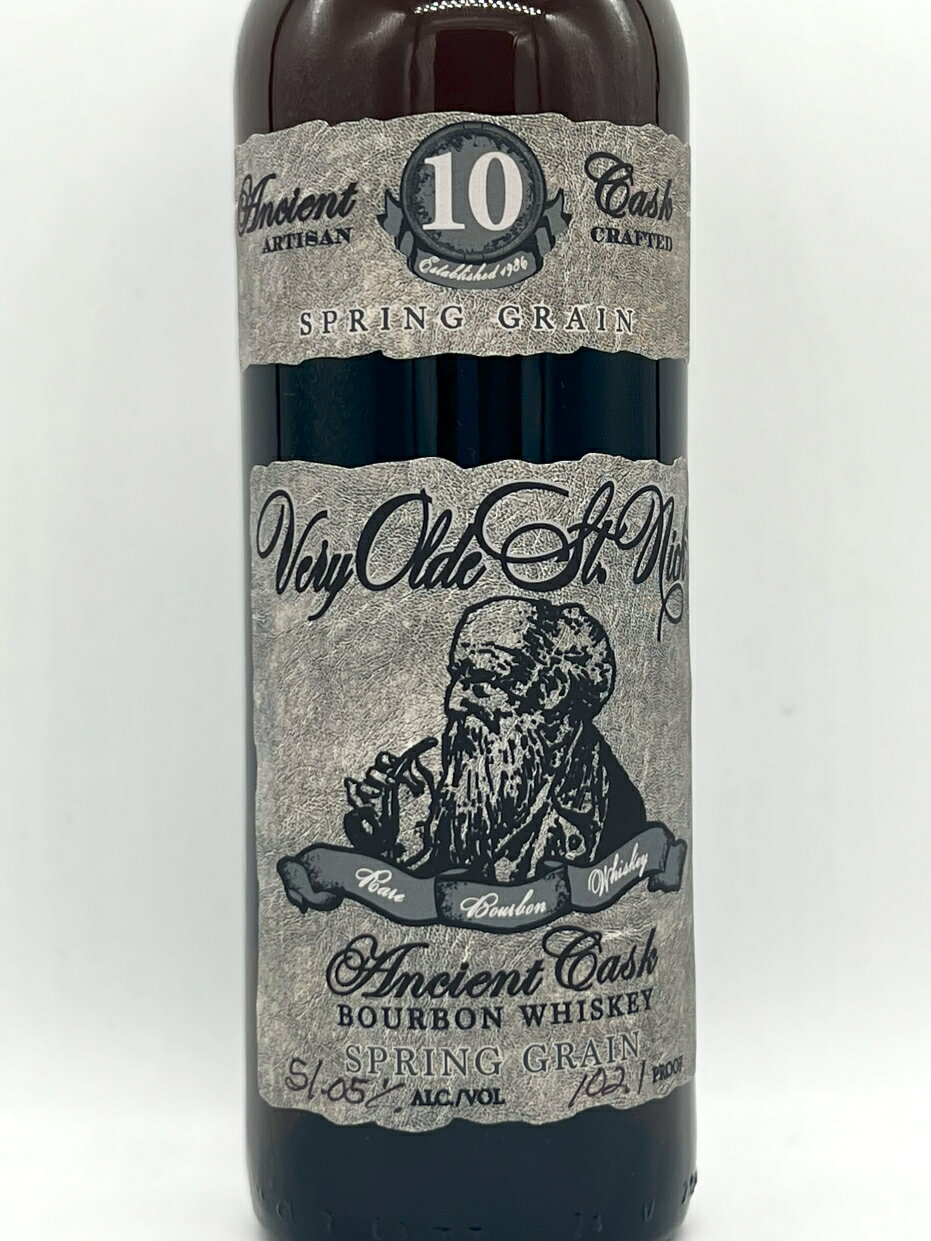 Ancient 10 Cask
ARTISAN CRAFTED
Established 1986
SPRING GRAIN
Very Olde St. Nick
Rare Bourbon Whiskey
Ancient Cask
BOURBON WHISKEY
SPRING GRAIN
51.05% ALC./VOL 102.1 PROOF